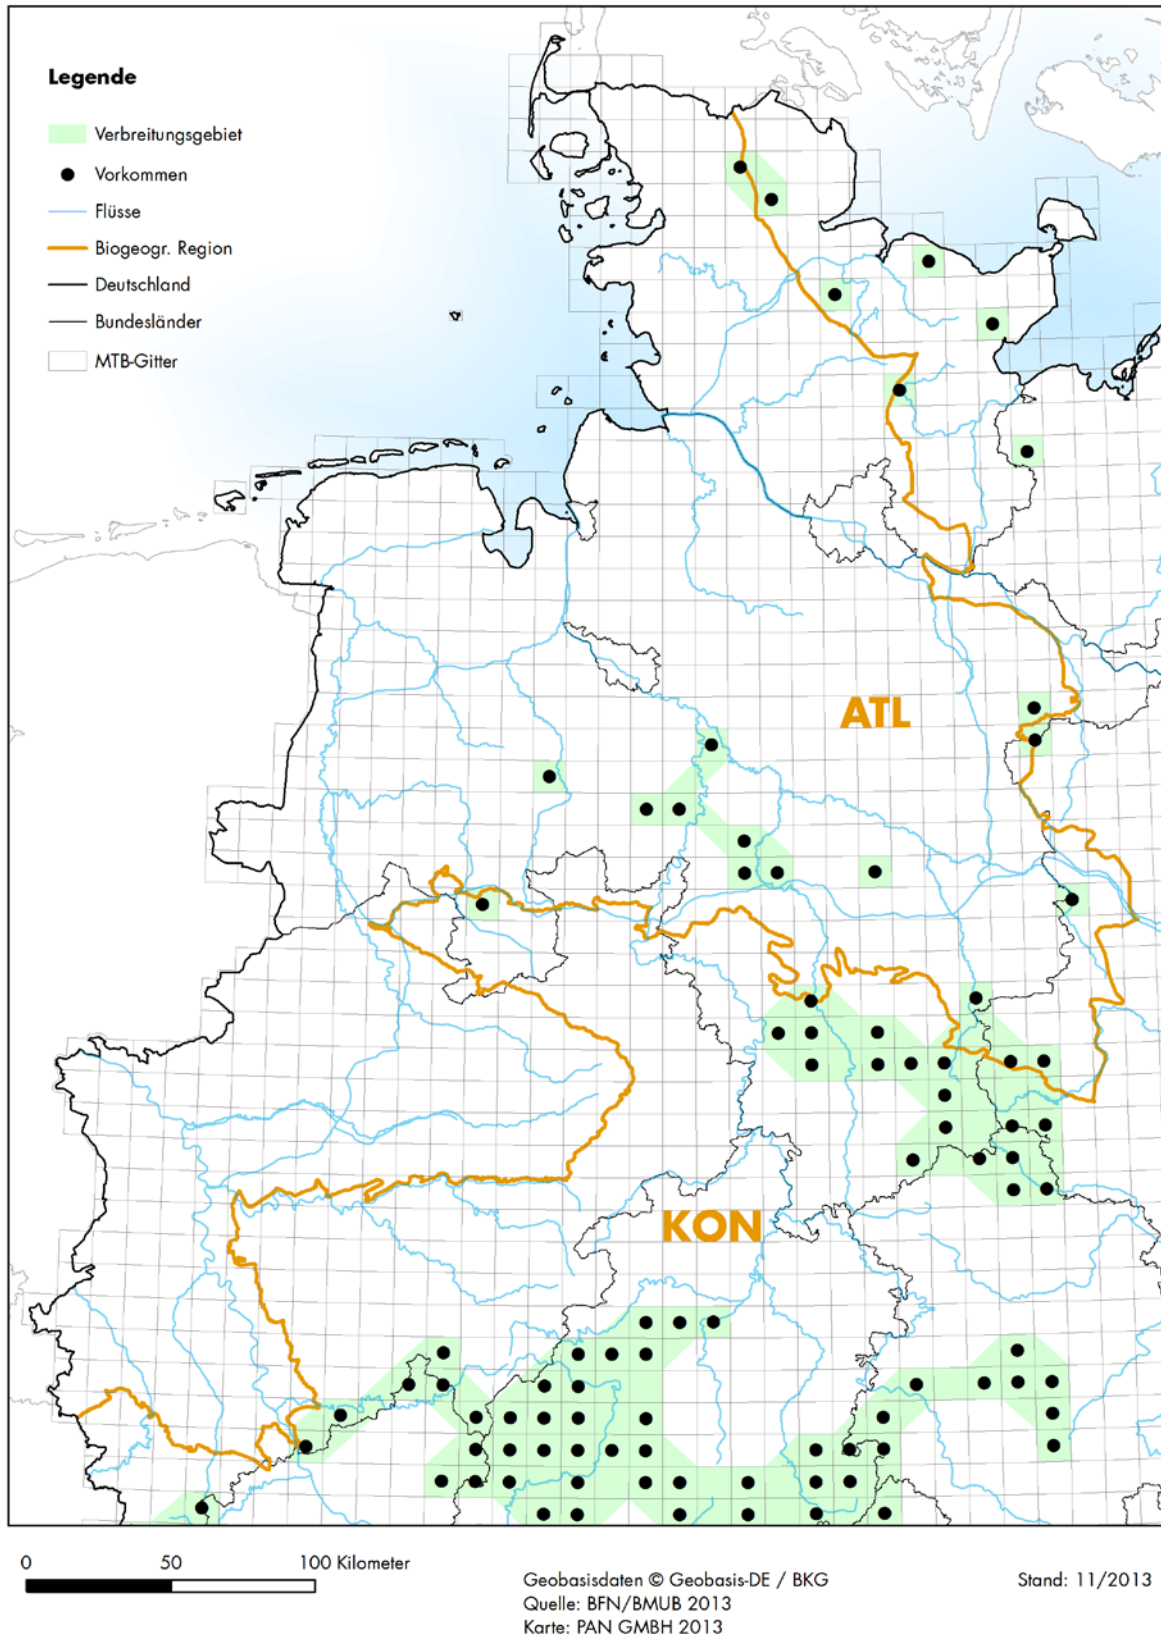 Legende
Verbreitungsgebiet
Vorkommen
Flüsse
Biogeogr. Region
Deutschland
Bundesländer
MTB-Gitter
ATL
KON
0 50 100 Kilometer
Geobasisdaten © Geobasis-DE / BKG
Quelle: BFN/BMUB 2013
Karte: PAN GMBH 2013
Stand: 11/2013